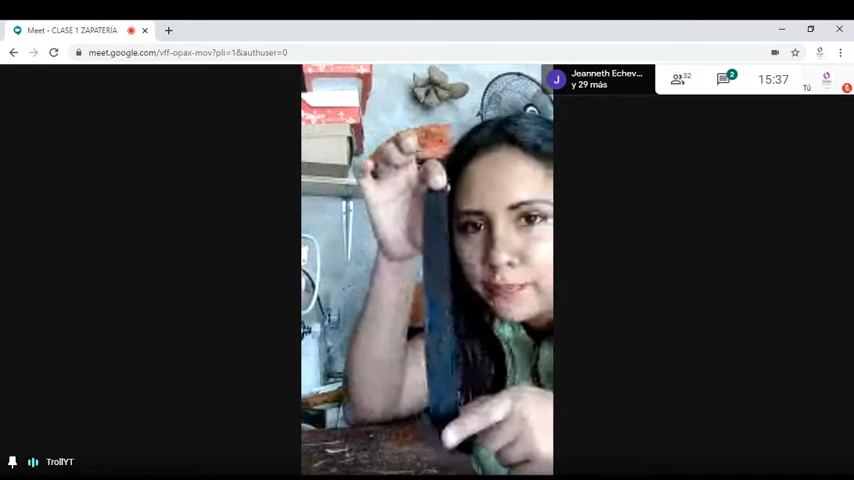 Meet - CLASE 1 ZAPATERÍA
meet.google.com/vff-opax-mov?pli=1&authuser=0
J
Jeanneth Echev...
y 29 más
32
2
15:37
Tú
TrollYT